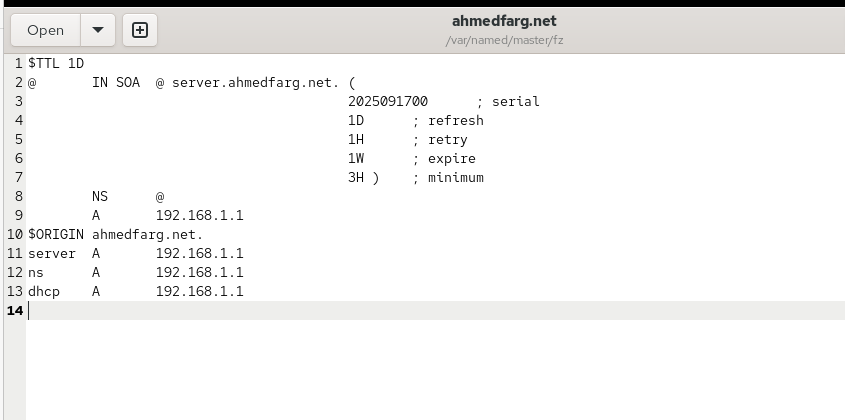 Open
ahmedfarg.net
/var/named/master/fz
1 $TTL 1D
2 @ IN SOA @ server.ahmedfarg.net. (
3 2025091700 ; serial
4 1D ; refresh
5 1H ; retry
6 1W ; expire
7 3H ) ; minimum
8 NS @
9 A 192.168.1.1
10 $ORIGIN ahmedfarg.net.
11 server A 192.168.1.1
12 ns A 192.168.1.1
13 dhcp A 192.168.1.1
14